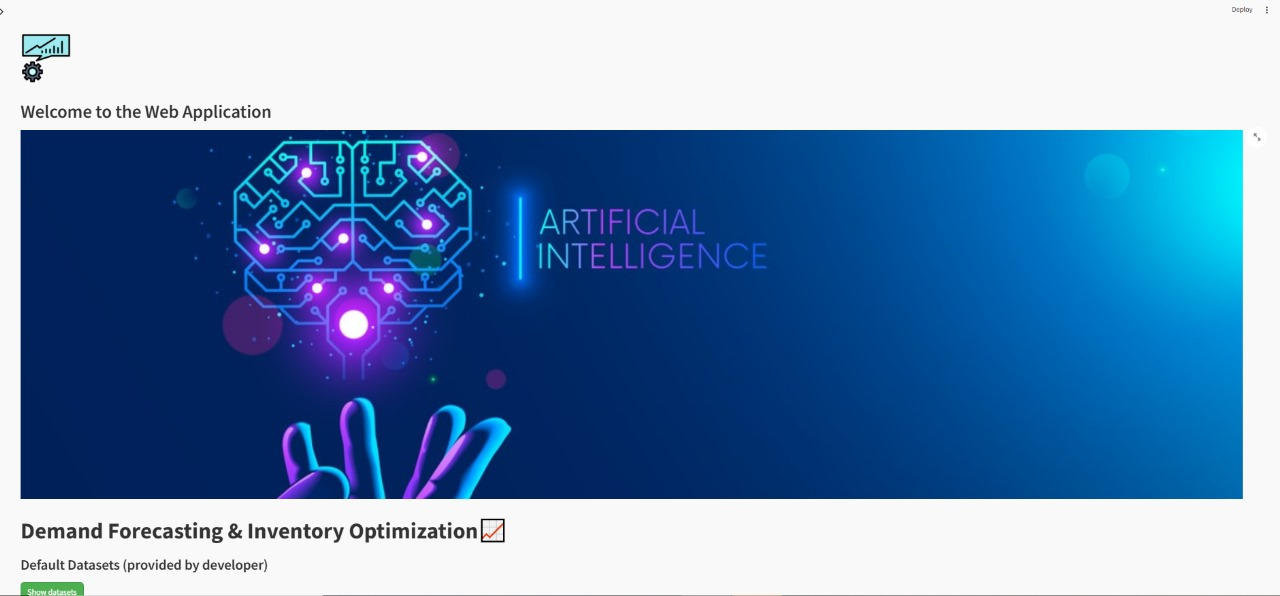 Deploy
Welcome to the Web Application
ARTIFICIAL
INTELLIGENCE
Demand Forecasting & Inventory Optimization
Default Datasets (provided by developer)
Show datasets